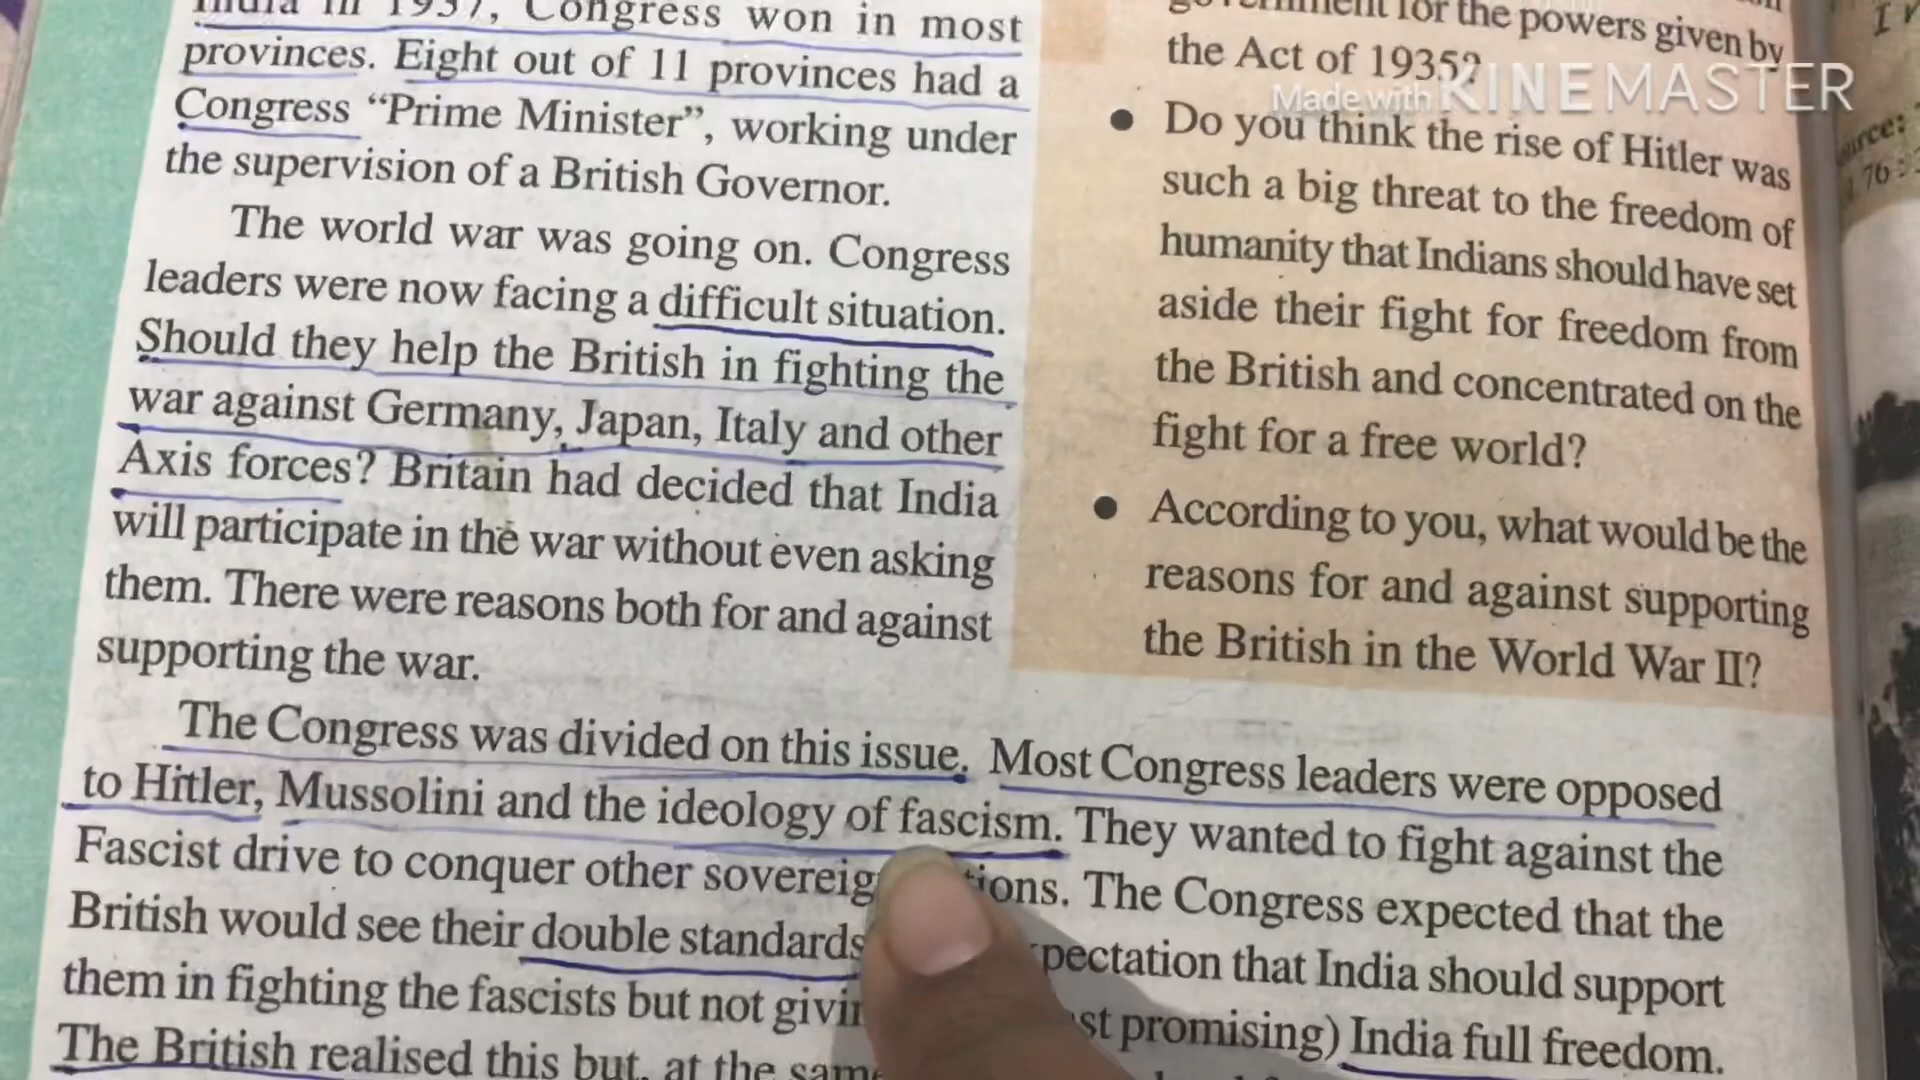 India in 1937, Congress won in most
provinces. Eight out of 11 provinces had a
Congress “Prime Minister”, working under
the supervision of a British Governor.
The world war was going on. Congress
leaders were now facing a difficult situation.
Should they help the British in fighting the
war against Germany, Japan, Italy and other
Axis forces? Britain had decided that India
will participate in the war without even asking
them. There were reasons both for and against
supporting the war.
government for the powers given by
the Act of 1935?
Made with KINEMASTER
● Do you think the rise of Hitler was
such a big threat to the freedom of
humanity that Indians should have set
aside their fight for freedom from
the British and concentrated on the
fight for a free world?
● According to you, what would be the
reasons for and against supporting
the British in the World War II?
The Congress was divided on this issue. Most Congress leaders were opposed
to Hitler, Mussolini and the ideology of fascism. They wanted to fight against the
Fascist drive to conquer other The Congress expected that the
British would see their double standards that India should support
them in fighting the fascists but not promising) India full freedom.
The British realised this but, at the
76: